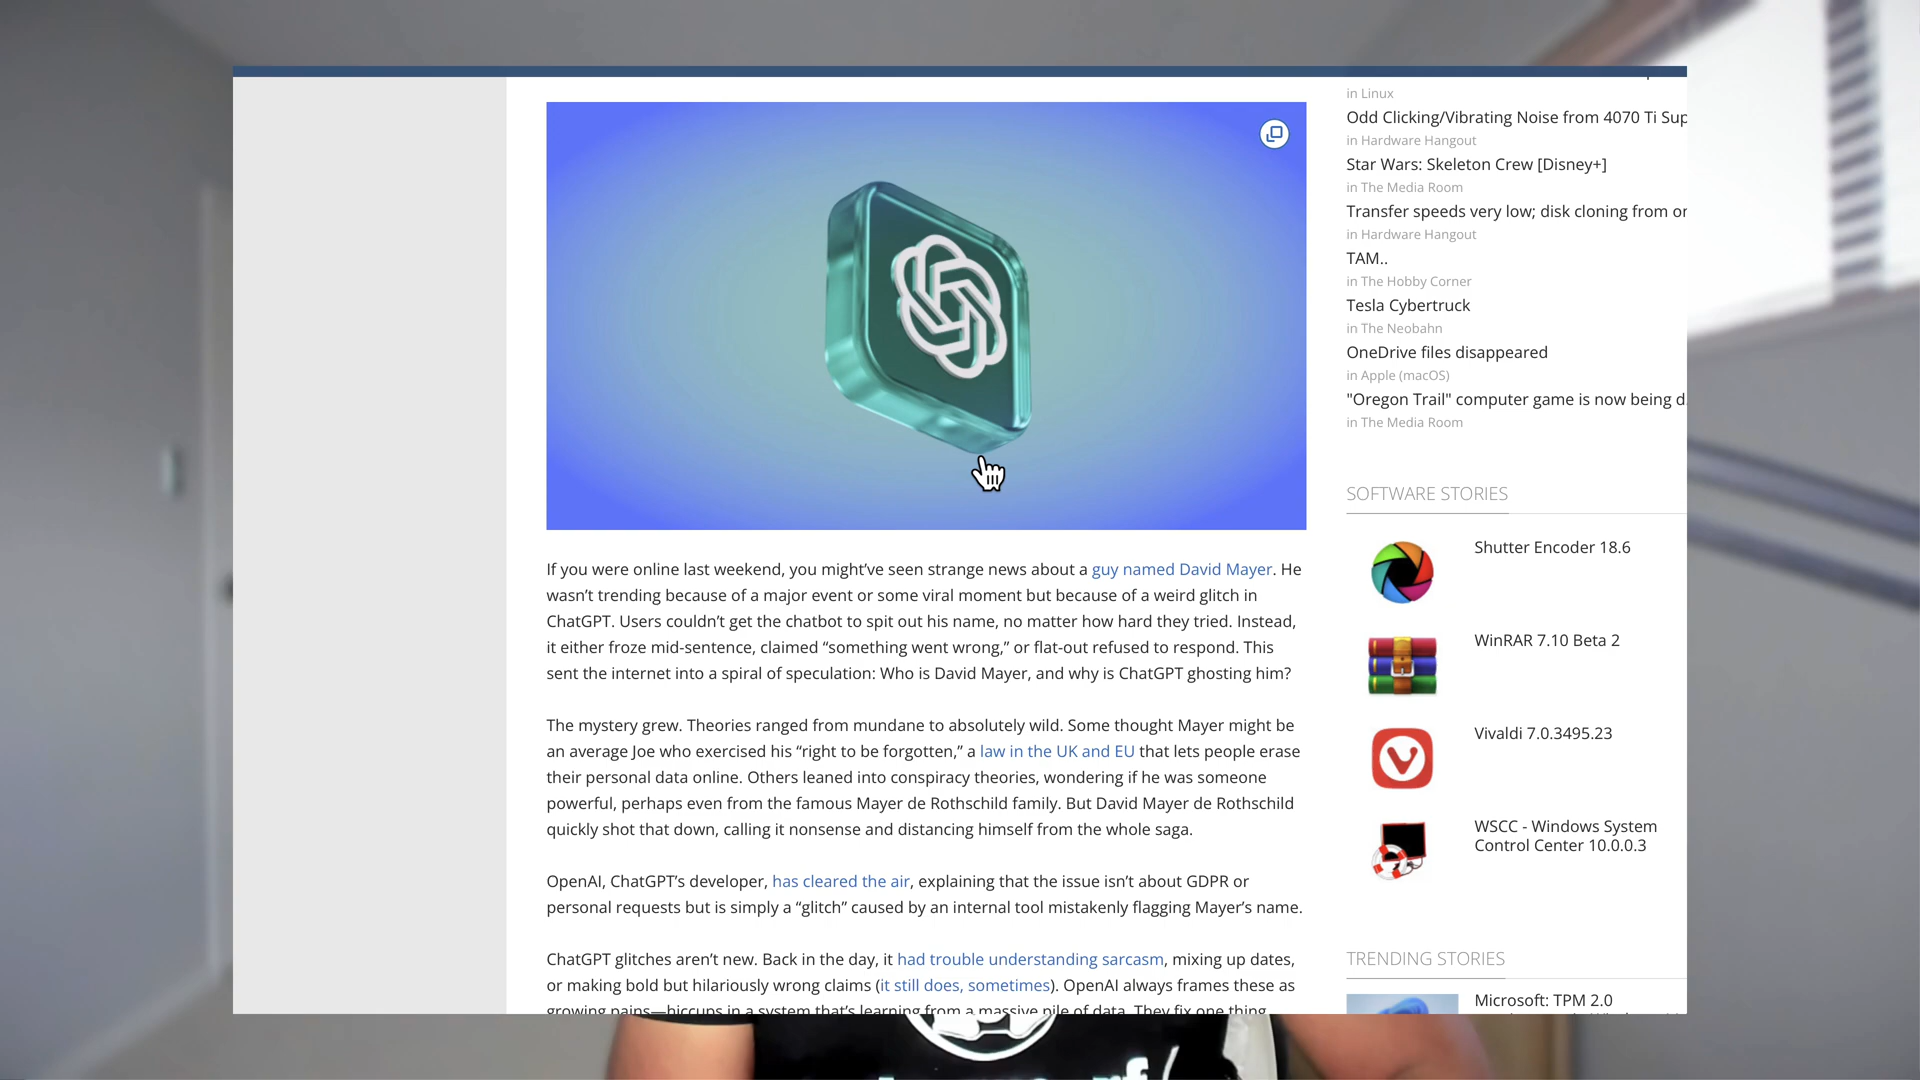 If you were online last weekend, you might’ve seen strange news about a guy named David Mayer. He
wasn’t trending because of a major event or some viral moment but because of a weird glitch in
ChatGPT. Users couldn’t get the chatbot to spit out his name, no matter how hard they tried. Instead,
it either froze mid-sentence, claimed “something went wrong,” or flat-out refused to respond. This
sent the internet into a spiral of speculation: Who is David Mayer, and why is ChatGPT ghosting him?
The mystery grew. Theories ranged from mundane to absolutely wild. Some thought Mayer might be
an average Joe who exercised his “right to be forgotten,” a law in the UK and EU that lets people erase
their personal data online. Others leaned into conspiracy theories, wondering if he was someone
powerful, perhaps even from the famous Mayer de Rothschild family. But David Mayer de Rothschild
quickly shot that down, calling it nonsense and distancing himself from the whole saga.
OpenAI, ChatGPT’s developer, has cleared the air, explaining that the issue isn’t about GDPR or
personal requests but is simply a “glitch” caused by an internal tool mistakenly flagging Mayer’s name.
ChatGPT glitches aren’t new. Back in the day, it had trouble understanding sarcasm, mixing up dates,
or making bold but hilariously wrong claims (it still does, sometimes). OpenAI always frames these as
growing pains—hiccups in a system that’s learning from a massive pile of data. They fix one thing,
in Linux
Odd Clicking/Vibrating Noise from 4070 Ti Sup
in Hardware Hangout
Star Wars: Skeleton Crew [Disney+]
in The Media Room
Transfer speeds very low; disk cloning from or
in Hardware Hangout
TAM..
in The Hobby Corner
Tesla Cybertruck
in The Neobahn
OneDrive files disappeared
in Apple (macOS)
"Oregon Trail" computer game is now being d
in The Media Room
SOFTWARE STORIES
Shutter Encoder 18.6
WinRAR 7.10 Beta 2
Vivaldi 7.0.3495.23
WSCC - Windows System
Control Center 10.0.0.3
TRENDING STORIES
Microsoft: TPM 2.0